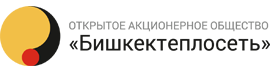 ОТКРЫТОЕ АКЦИОНЕРНОЕ ОБЩЕСТВО
«Бишкектеплосеть»